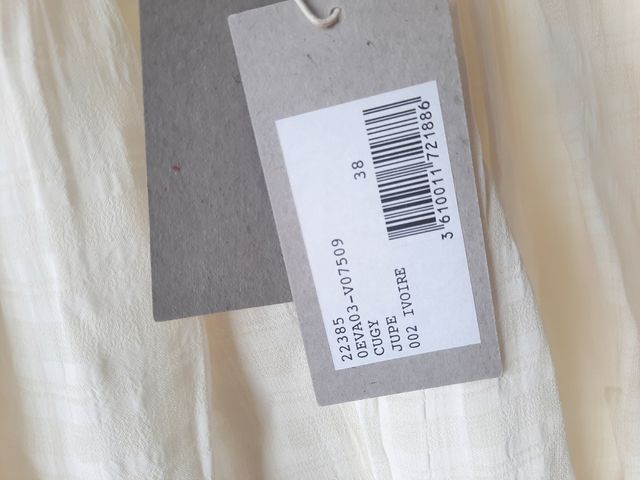 22385
0EVA03-V07509
CUGY
JUPE
002 IVOIRE
38
3 610011 721886